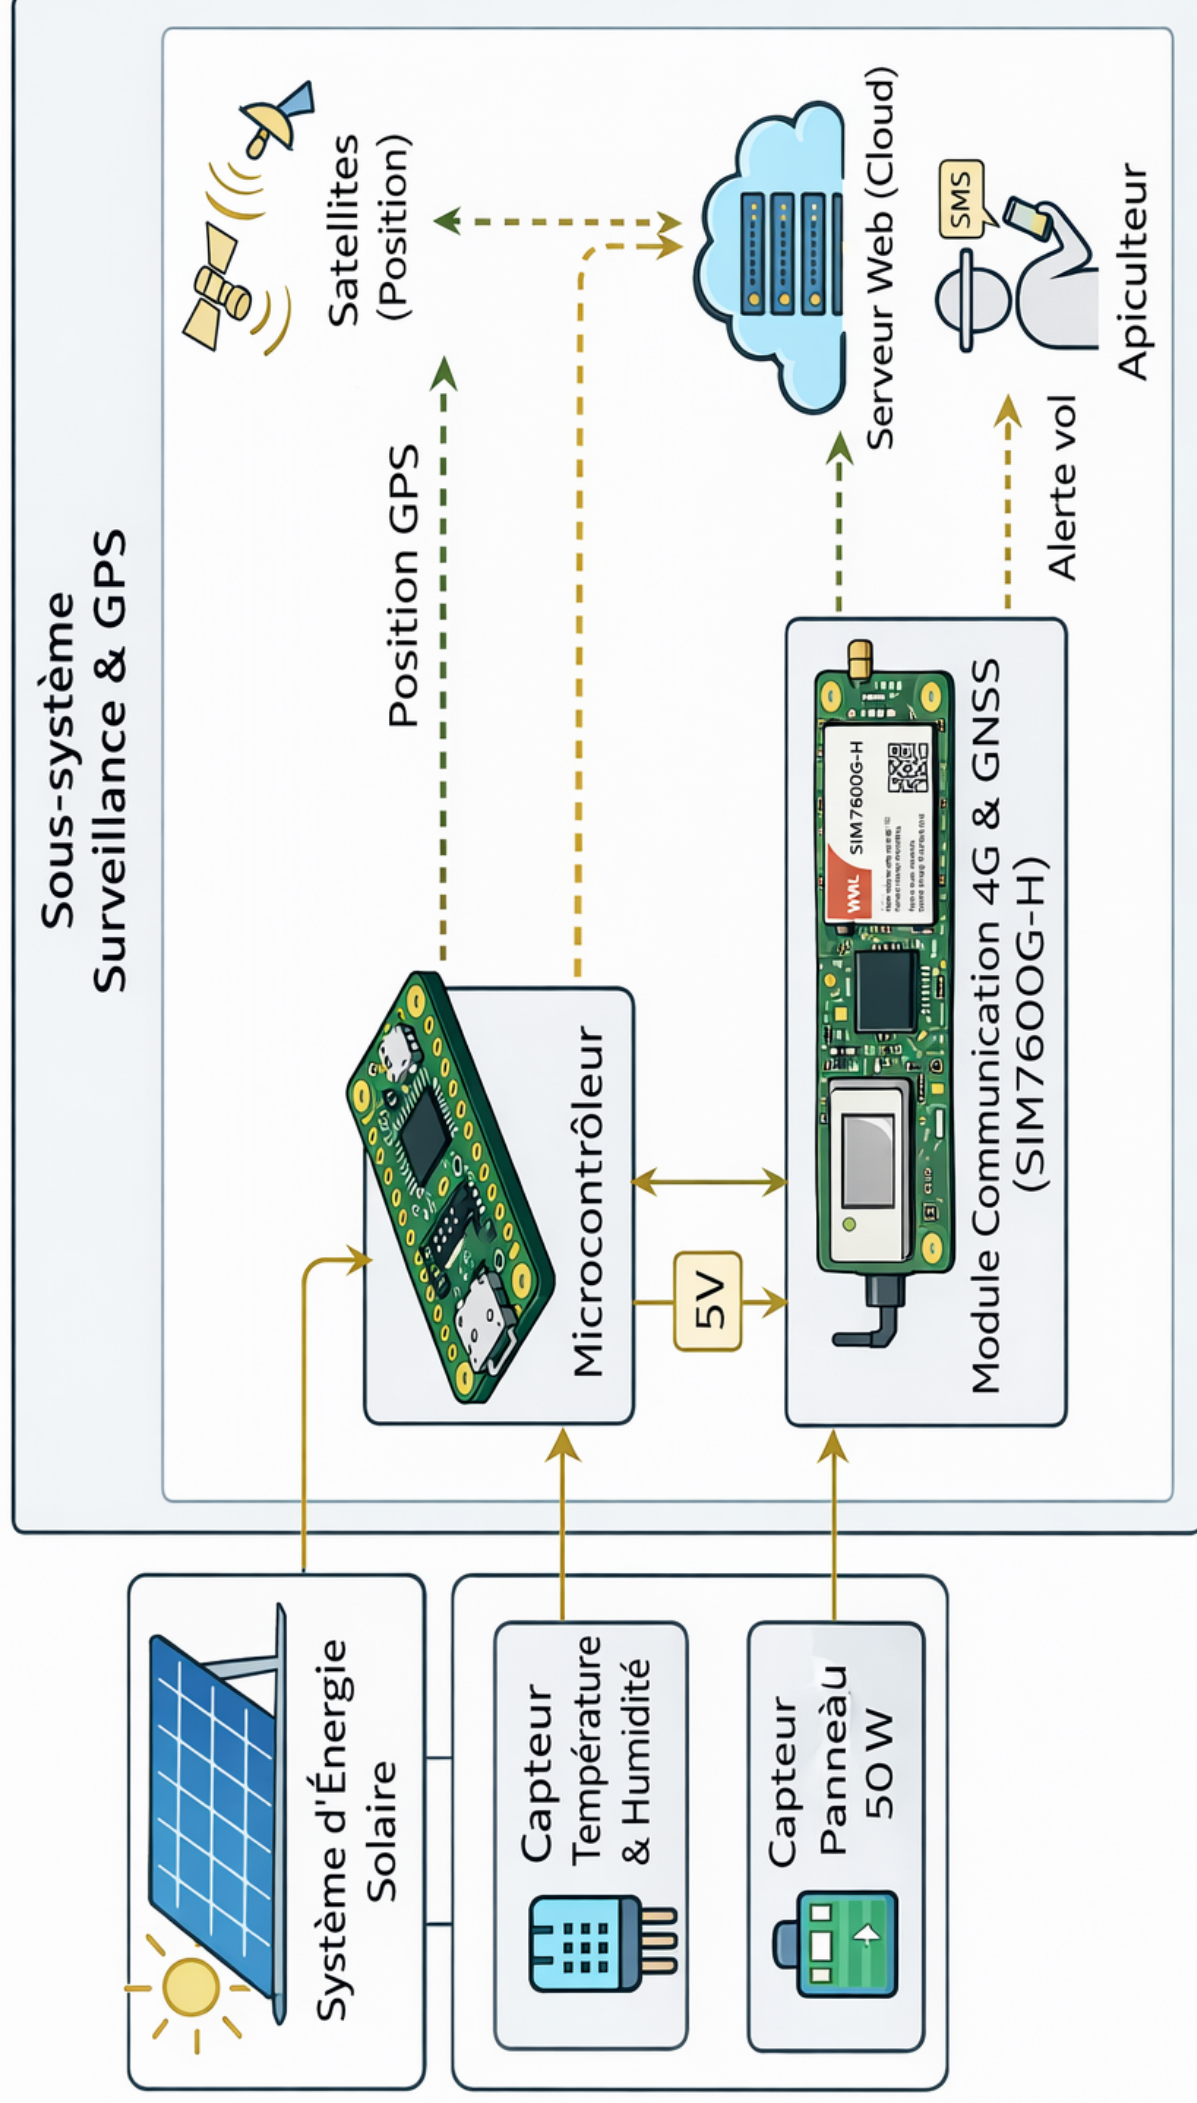 Sous-système
Surveillance & GPS
Système d'Énergie
Solaire
Capteur
Température
& Humidité
Capteur
Panneàu
50 W
Microcontrôleur
5V
Module Communication 4G & GNSS
(SIM7600G-H)
SIM7600G-H
Position GPS
Satellites
(Position)
Serveur Web (Cloud)
SMS
Alerte vol
Apiculteur